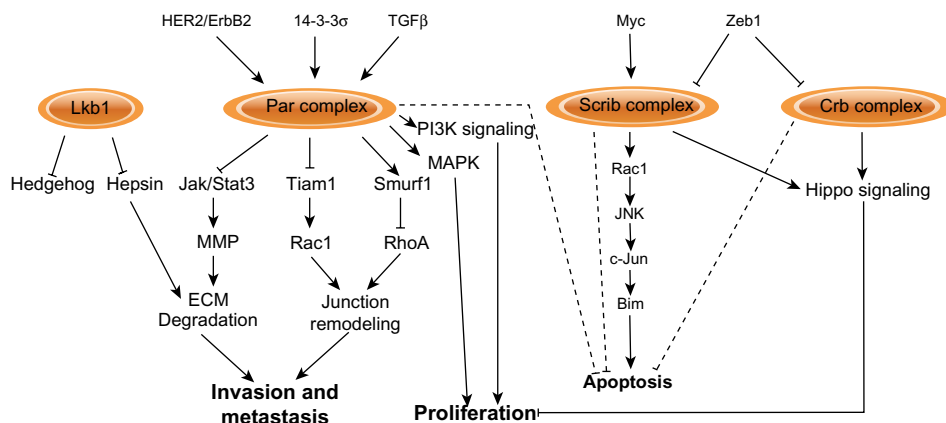 HER2/ErbB2
14-3-3σ
TGFβ
Myc
Zeb1
Lkb1
Par complex
Scrib complex
Crb complex
PI3K signaling
MAPK
Hedgehog
Hepsin
Jak/Stat3
Tiam1
Smurf1
Rac1
Hippo signaling
MMP
Rac1
RhoA
JNK
c-Jun
Bim
ECM
Degradation
Junction
remodeling
Invasion and
metastasis
Proliferation
Apoptosis